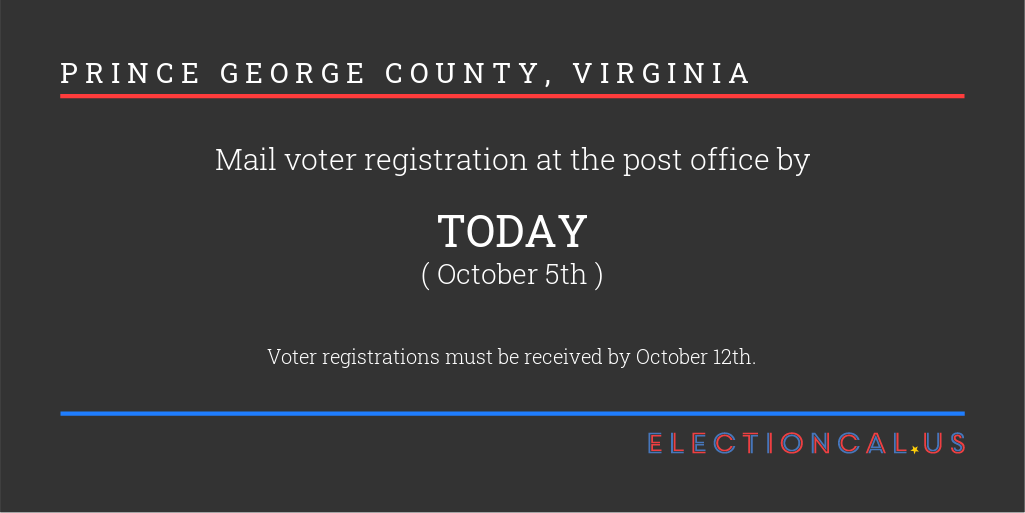 PRINCE GEORGE COUNTY, VIRGINIA
Mail voter registration at the post office by
TODAY
( October 5th )
Voter registrations must be received by October 12th.
ELECTIONCAL.US